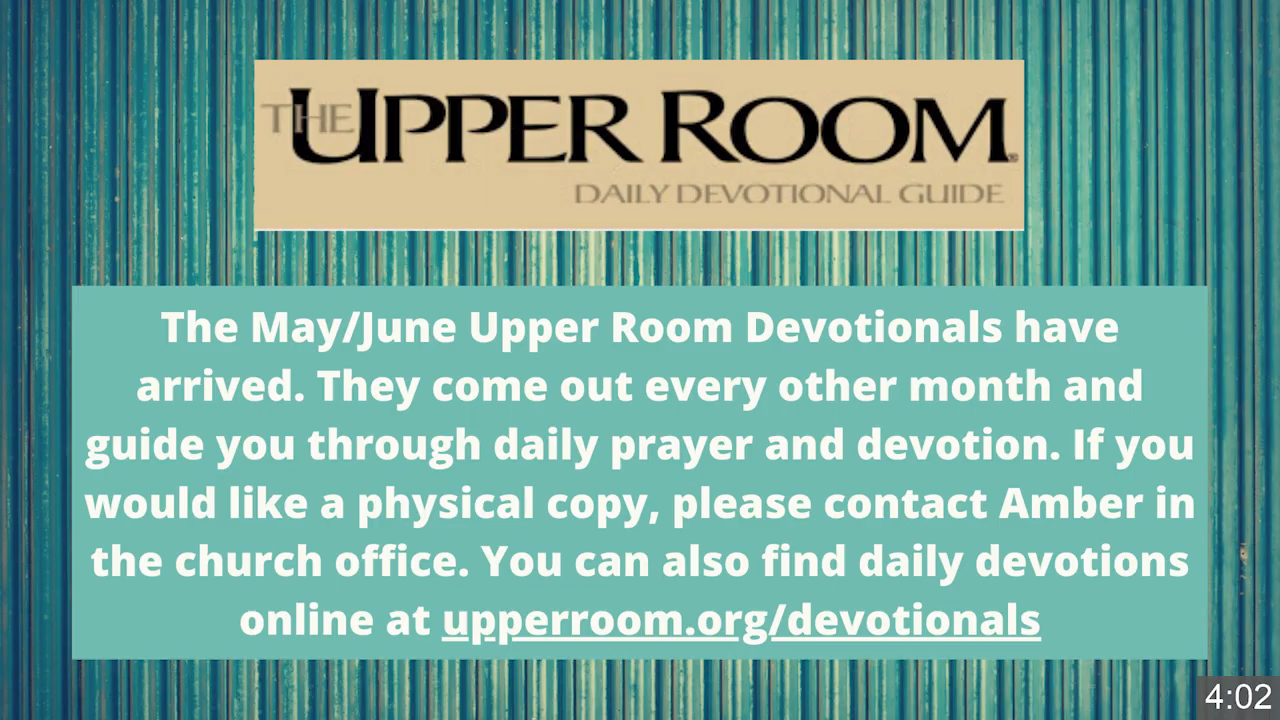 THE UPPER ROOM®
DAILY DEVOTIONAL GUIDE
The May/June Upper Room Devotionals have
arrived. They come out every other month and
guide you through daily prayer and devotion. If you
would like a physical copy, please contact Amber in
the church office. You can also find daily devotions
online at upperroom.org/devotionals
4:02